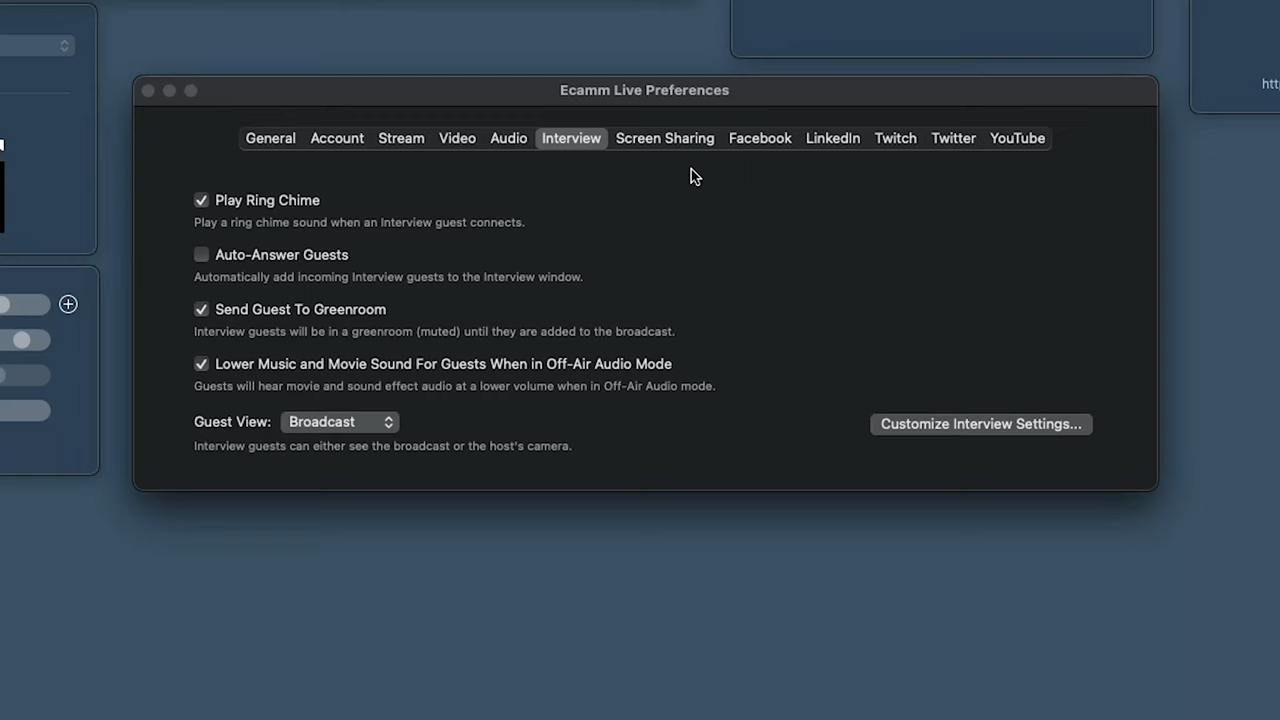 Ecamm Live Preferences
General Account Stream Video Audio Interview Screen Sharing Facebook LinkedIn Twitch Twitter YouTube
htt
Play Ring Chime
Play a ring chime sound when an Interview guest connects.
Auto-Answer Guests
Automatically add incoming Interview guests to the Interview window.
Send Guest To Greenroom
Interview guests will be in a greenroom (muted) until they are added to the broadcast.
Lower Music and Movie Sound For Guests When in Off-Air Audio Mode
Guests will hear movie and sound effect audio at a lower volume when in Off-Air Audio mode.
Guest View: Broadcast
Customize Interview Settings...
Interview guests can either see the broadcast or the host's camera.